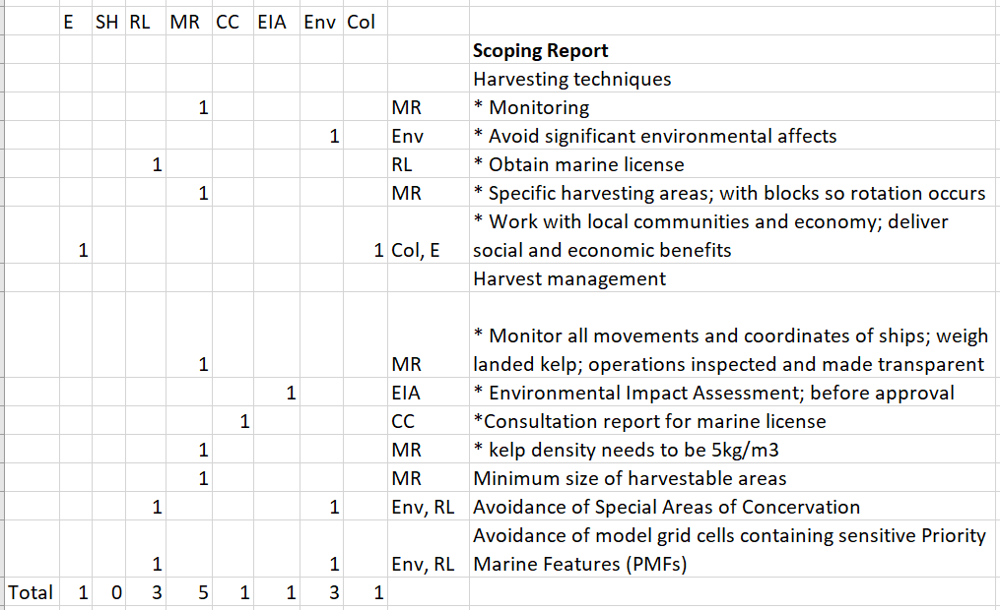 E SH RL MR CC EIA Env Col
Scoping Report
Harvesting techniques
1 MR * Monitoring
1 Env * Avoid significant environmental affects
1 RL * Obtain marine license
1 MR * Specific harvesting areas; with blocks so rotation occurs
* Work with local communities and economy; deliver
1 1 Col, E social and economic benefits
Harvest management
* Monitor all movements and coordinates of ships; weigh
1 MR landed kelp; operations inspected and made transparent
1 EIA * Environmental Impact Assessment; before approval
1 CC *Consultation report for marine license
1 MR * kelp density needs to be 5kg/m3
1 MR Minimum size of harvestable areas
1 1 Env, RL Avoidance of Special Areas of Concervation
Avoidance of model grid cells containing sensitive Priority
1 1 Env, RL Marine Features (PMFs)
Total 1 0 3 5 1 1 3 1